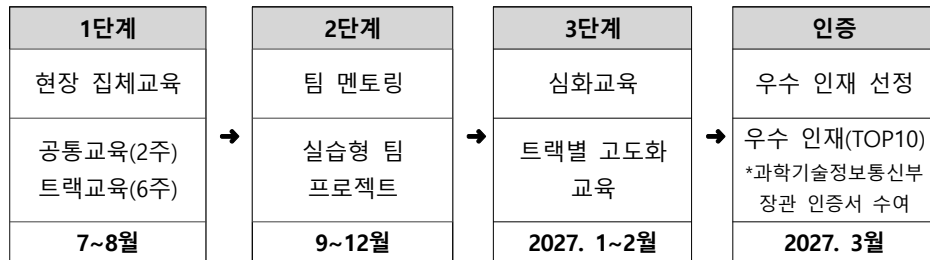 1단계
현장 집체교육
공통교육(2주)
트랙교육(6주)
7~8월
➜
2단계
팀 멘토링
실습형 팀
프로젝트
9~12월
➜
3단계
심화교육
트랙별 고도화
교육
2027. 1~2월
➜
인증
우수 인재 선정
우수 인재(TOP10)
*과학기술정보통신부
장관 인증서 수여
2027. 3월